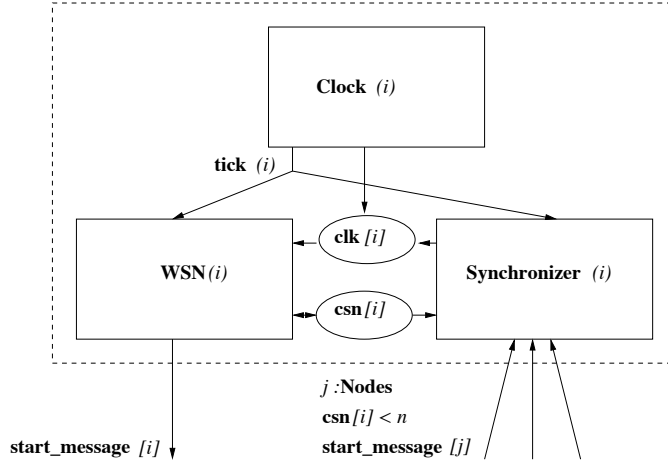 Clock (i)
tick (i)
clk [i]
WSN (i)
Synchronizer (i)
csn [i]
j :Nodes
csn [i] < n
start_message [i]
start_message [j]